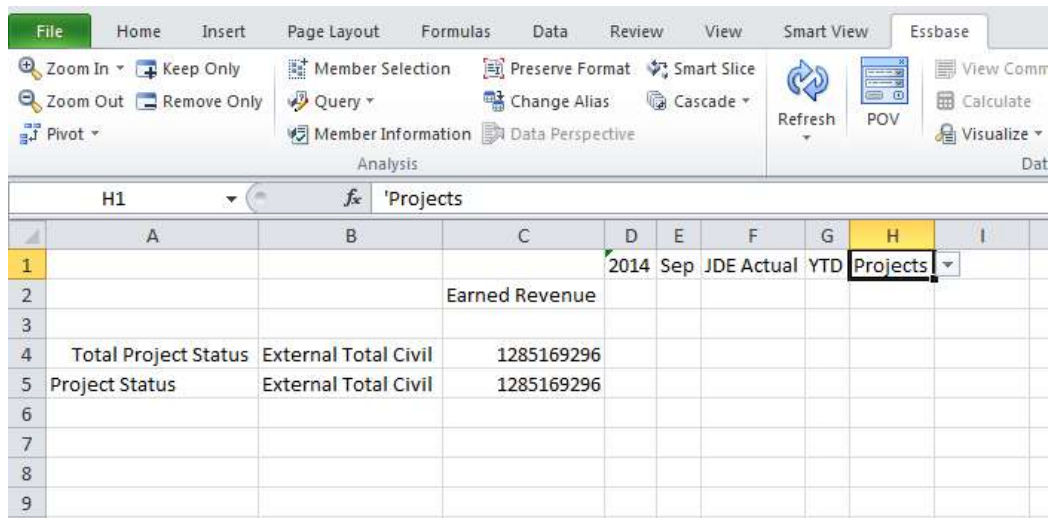 File Home Insert Page Layout Formulas Data Review View Smart View Essbase
Zoom In Keep Only Member Selection Preserve Format Smart Slice View Comm
Zoom Out Remove Only Query Change Alias Cascade Refresh POV Calculate
Pivot Member Information Data Perspective Visualize
Analysis Dat
H1 fx 'Projects
A B C D E F G H I
1 2014 Sep JDE Actual YTD Projects
2 Earned Revenue
3
4 Total Project Status External Total Civil 1285169296
5 Project Status External Total Civil 1285169296
6
7
8
9